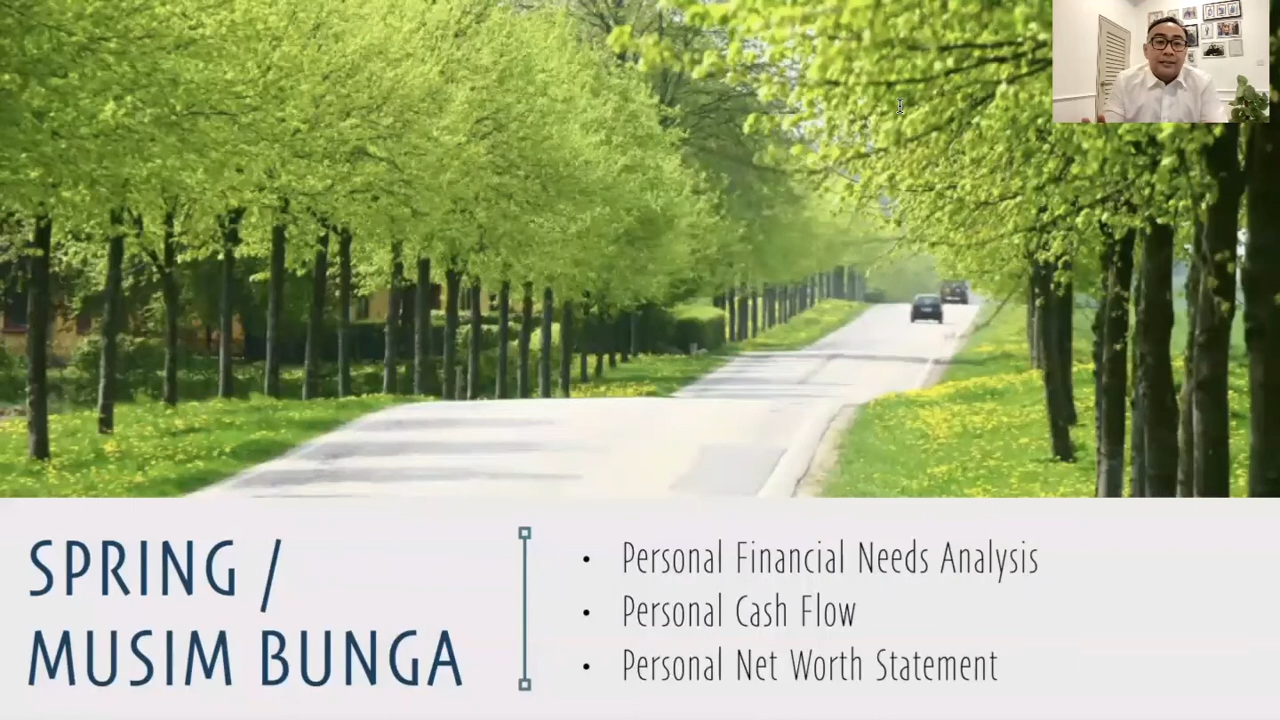 SPRING /
MUSIM BUNGA
• Personal Financial Needs Analysis
• Personal Cash Flow
• Personal Net Worth Statement